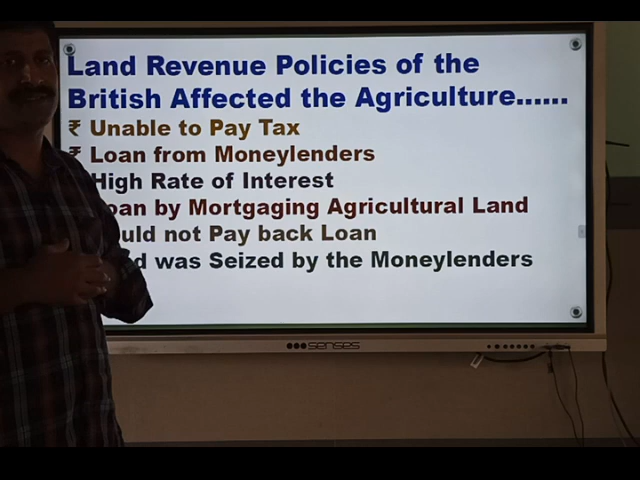 Land Revenue Policies of the
British Affected the Agriculture......
₹ Unable to Pay Tax
₹ Loan from Moneylenders
High Rate of Interest
by Mortgaging Agricultural Land
not Pay back Loan
was Seized by the Moneylenders
senses